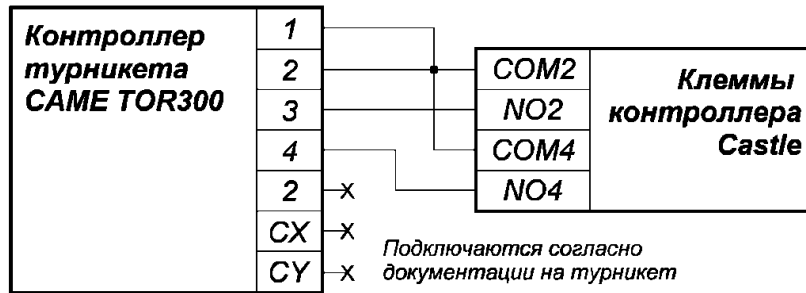 Контроллер
турникета
CAME TOR300
1
2
3
4
2
CX
CY
X
X
X
COM2
NO2
COM4
NO4
Клеммы
контроллера
Castle
Подключаются согласно
документации на турникет